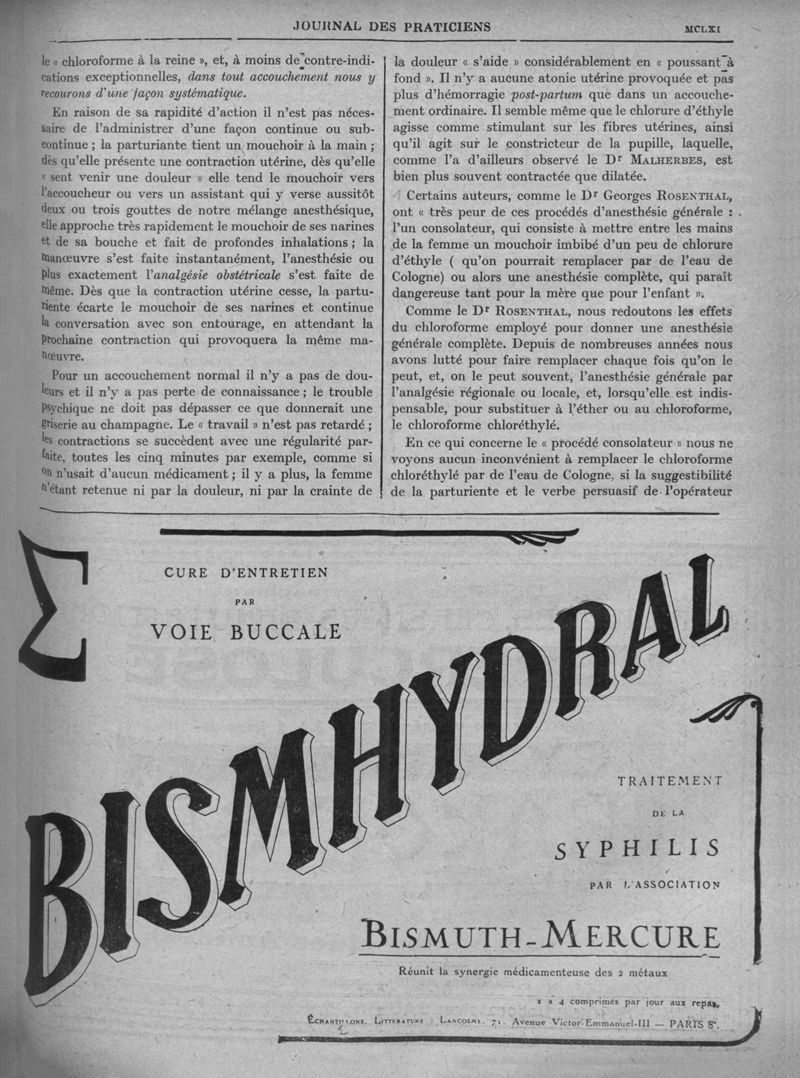 JOURNAL DES PRATICIENS
MCLXI
le « chloroforme à la reine », et, à moins de contre-indi-
cations exceptionnelles, dans tout accouchement nous y
recourons d'une façon systématique.
En raison de sa rapidité d'action il n'est pas néces-
saire de l'administrer d'une façon continue ou sub-
continue ; la parturiante tient un mouchoir à la main ;
dès qu'elle présente une contraction utérine, dès qu'elle
« sent venir une douleur » elle tend le mouchoir vers
l'accoucheur ou vers un assistant qui y verse aussitôt
deux ou trois gouttes de notre mélange anesthésique,
elle approche très rapidement le mouchoir de ses narines
et de sa bouche et fait de profondes inhalations ; la
manœuvre s'est faite instantanément, l'anesthésie ou
plus exactement l'analgésie obstétricale s'est faite de
même. Dès que la contraction utérine cesse, la partu-
riente écarte le mouchoir de ses narines et continue
la conversation avec son entourage, en attendant la
prochaine contraction qui provoquera la même ma-
nœuvre.
Pour un accouchement normal il n'y a pas de dou-
leurs et il n'y a pas perte de connaissance ; le trouble
psychique ne doit pas dépasser ce que donnerait une
griserie au champagne. Le « travail » n'est pas retardé ;
les contractions se succèdent avec une régularité par-
faite, toutes les cinq minutes par exemple, comme si
on n'usait d'aucun médicament ; il y a plus, la femme
n'étant retenue ni par la douleur, ni par la crainte de
la douleur « s'aide » considérablement en « poussant à
fond ». Il n'y a aucune atonie utérine provoquée et pas
plus d'hémorragie post-partum que dans un accouche-
ment ordinaire. Il semble même que le chlorure d'éthyle
agisse comme stimulant sur les fibres utérines, ainsi
qu'il agit sur le constricteur de la pupille, laquelle,
comme l'a d'ailleurs observé le Dr MALHERBES, est
bien plus souvent contractée que dilatée.
Certains auteurs, comme le Dr Georges ROSENTHAL,
ont « très peur de ces procédés d'anesthésie générale :
l'un consolateur, qui consiste à mettre entre les mains
de la femme un mouchoir imbibé d'un peu de chlorure
d'éthyle ( qu'on pourrait remplacer par de l'eau de
Cologne) ou alors une anesthésie complète, qui paraît
dangereuse tant pour la mère que pour l'enfant ».
Comme le Dr ROSENTHAL, nous redoutons les effets
du chloroforme employé pour donner une anesthésie
générale complète. Depuis de nombreuses années nous
avons lutté pour faire remplacer chaque fois qu'on le
peut, et, on le peut souvent, l'anesthésie générale par
l'analgésie régionale ou locale, et, lorsqu'elle est indis-
pensable, pour substituer à l'éther ou au chloroforme,
le chloroforme chloréthylé.
En ce qui concerne le « procédé consolateur » nous ne
voyons aucun inconvénient à remplacer le chloroforme
chloréthylé par de l'eau de Cologne, si la suggestibilité
de la parturiente et le verbe persuasif de l'opérateur
Σ
CURE D'ENTRETIEN
PAR
VOIE BUCCALE
BISMHYDRAL
TRAITEMENT
DE LA
SYPHILIS
PAR L'ASSOCIATION
BISMUTH-MERCURE
Réunit la synergie médicamenteuse des 2 métaux
2 a 4 comprimés par jour aux repas.
ÉCHANTILLONS. LITTERATURE : LANCOSME. 71. Avenue Victor-Emmanuel-III — PARIS 8e.